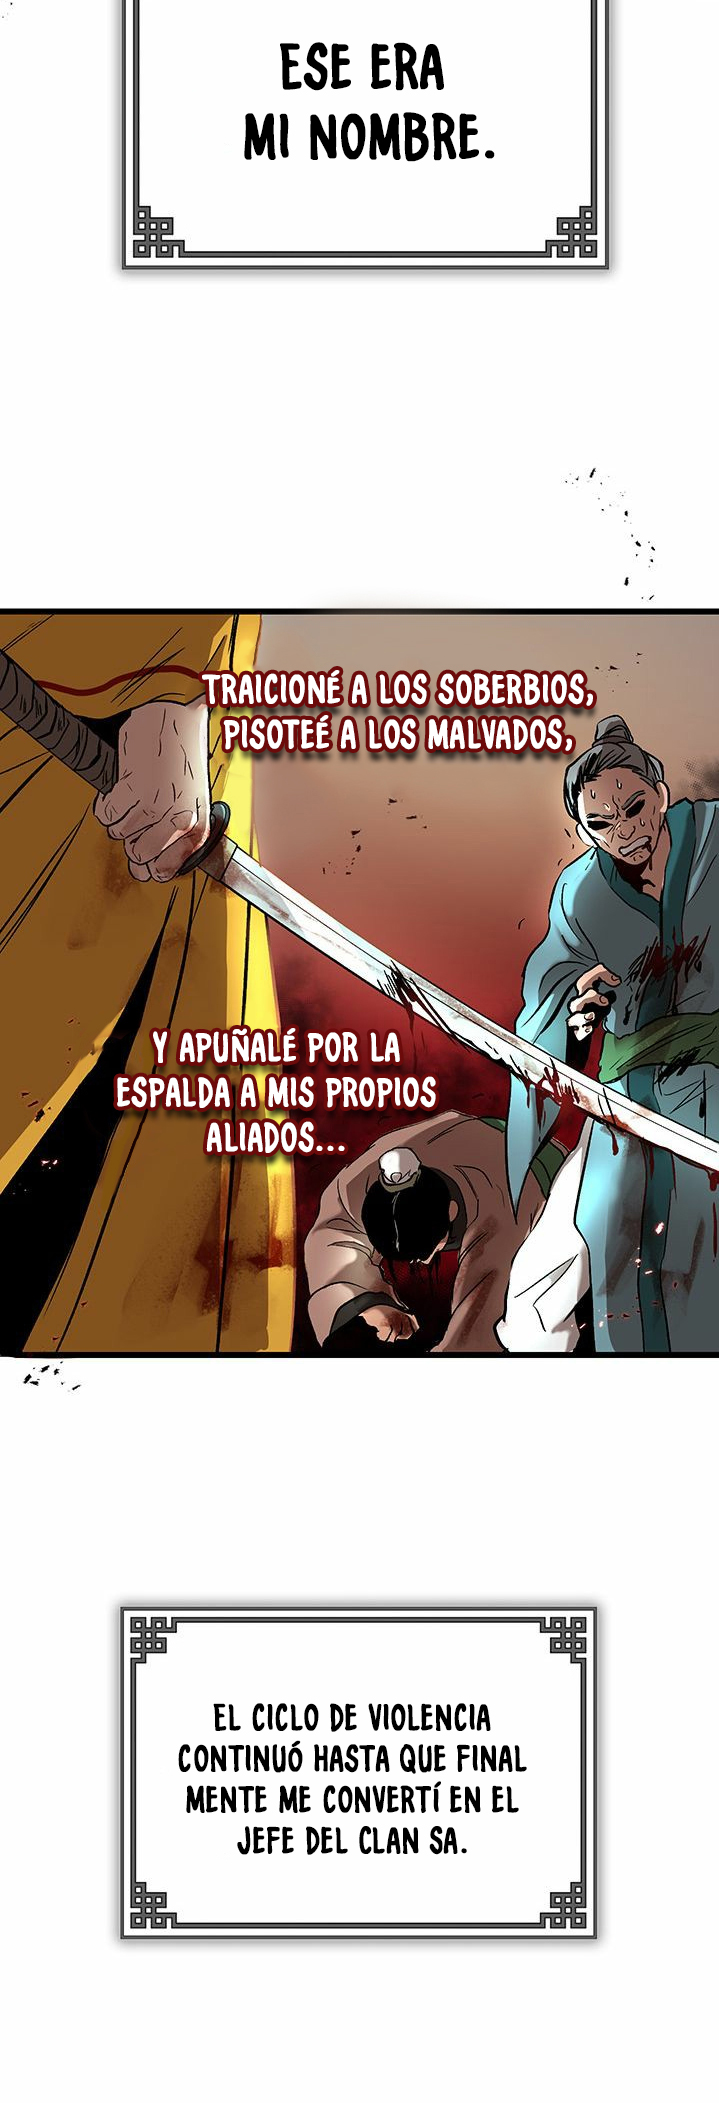 ESE ERA
MI NOMBRE.
TRAICIONÉ A LOS SOBERBIOS,
PISOTEÉ A LOS MALVADOS,
Y APUÑALÉ POR LA
ESPALDA A MIS PROPIOS
ALIADOS...
EL CICLO DE VIOLENCIA
CONTINUÓ HASTA QUE FINAL
MENTE ME CONVERTÍ EN EL
JEFE DEL CLAN SA.